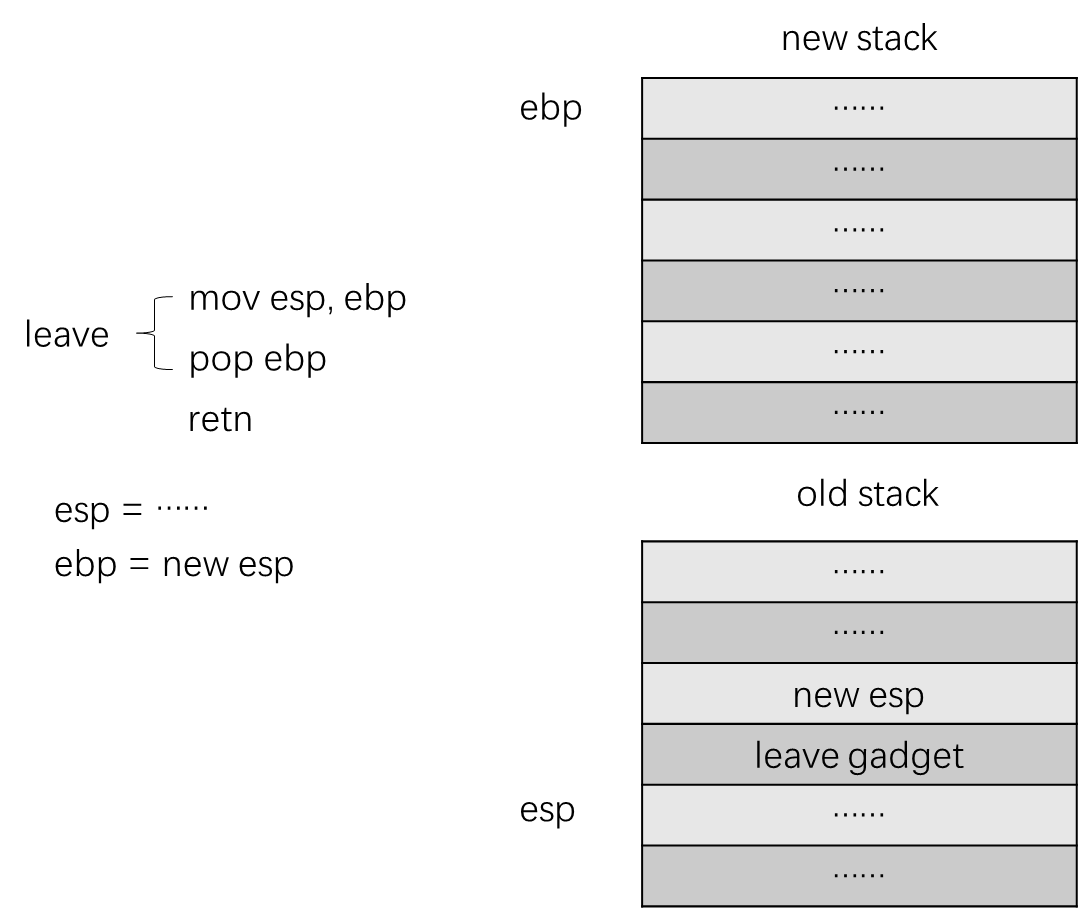 new stack
ebp
······
······
······
······
······
······
leave
mov esp, ebp
pop ebp
retn
esp = ······
ebp = new esp
old stack
······
······
new esp
leave gadget
esp
······
······